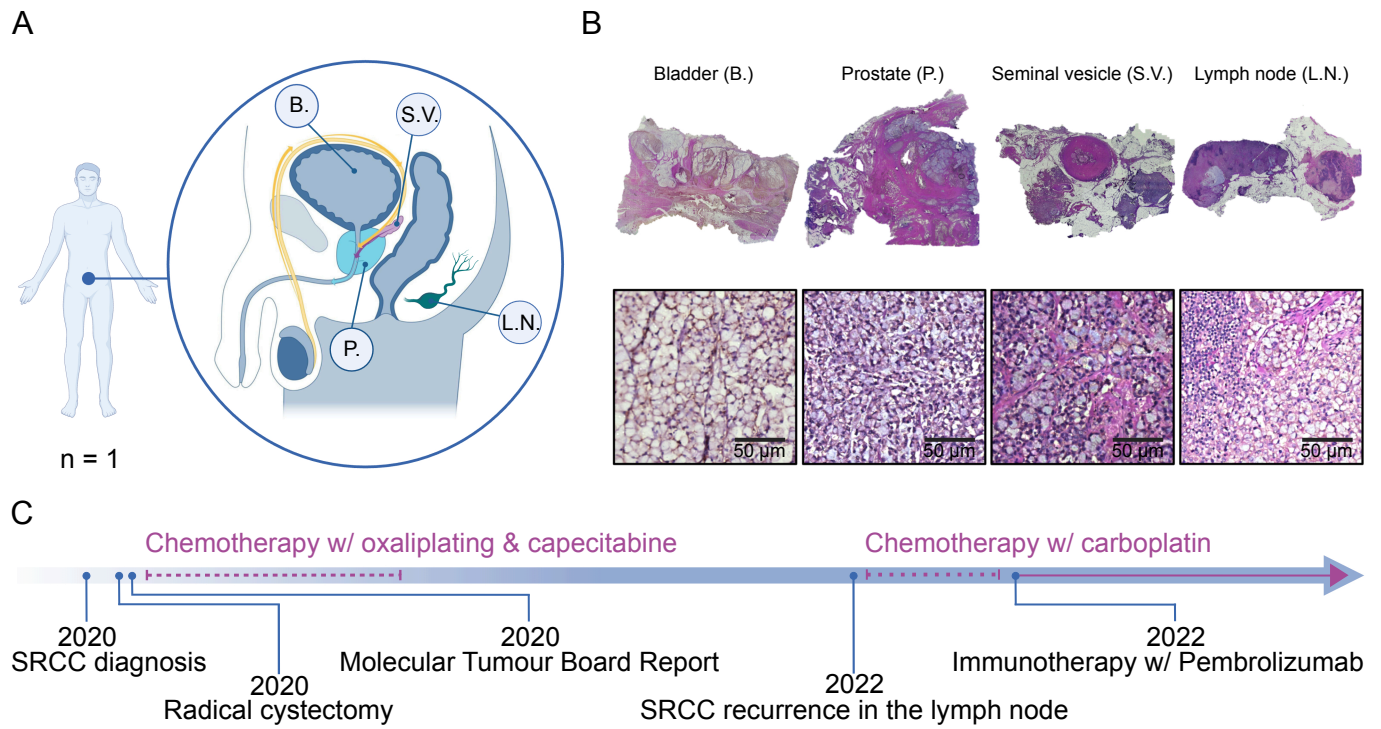 A
B.
S.V.
P.
L.N.
n = 1
B
Bladder (B.)
Prostate (P.)
Seminal vesicle (S.V.)
Lymph node (L.N.)
50 µm
50 µm
50 µm
50 µm
C
Chemotherapy w/ oxaliplating & capecitabine
Chemotherapy w/ carboplatin
2020
SRCC diagnosis
2020
Radical cystectomy
2020
Molecular Tumour Board Report
2022
SRCC recurrence in the lymph node
2022
Immunotherapy w/ Pembrolizumab